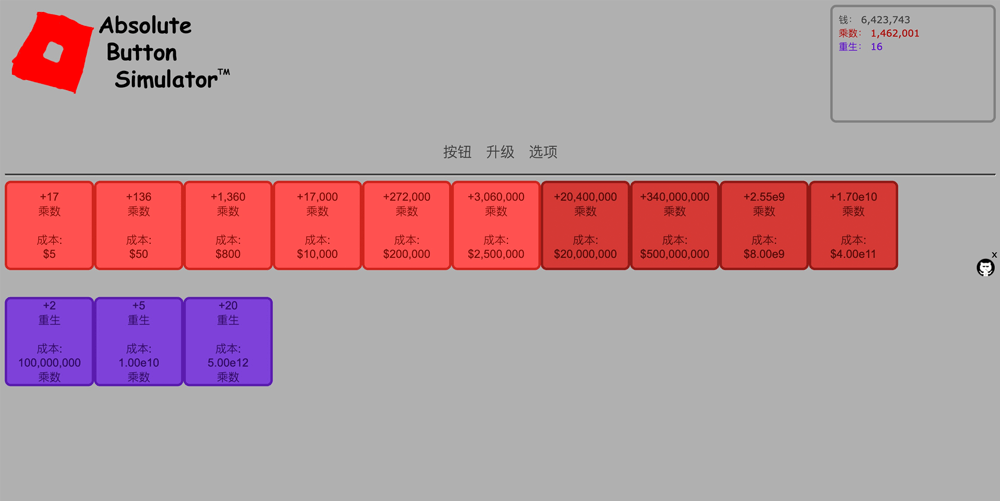 Absolute
Button
Simulator™
钱: 6,423,743
乘数: 1,462,001
重生: 16
按钮 升级 选项
+17
乘数
成本:
$5
+136
乘数
成本:
$50
+1,360
乘数
成本:
$800
+17,000
乘数
成本:
$10,000
+272,000
乘数
成本:
$200,000
+3,060,000
乘数
成本:
$2,500,000
+20,400,000
乘数
成本:
$20,000,000
+340,000,000
乘数
成本:
$500,000,000
+2.55e9
乘数
成本:
$8.00e9
+1.70e10
乘数
成本:
$4.00e11
x
+2
重生
成本:
100,000,000
乘数
+5
重生
成本:
1.00e10
乘数
+20
重生
成本:
5.00e12
乘数